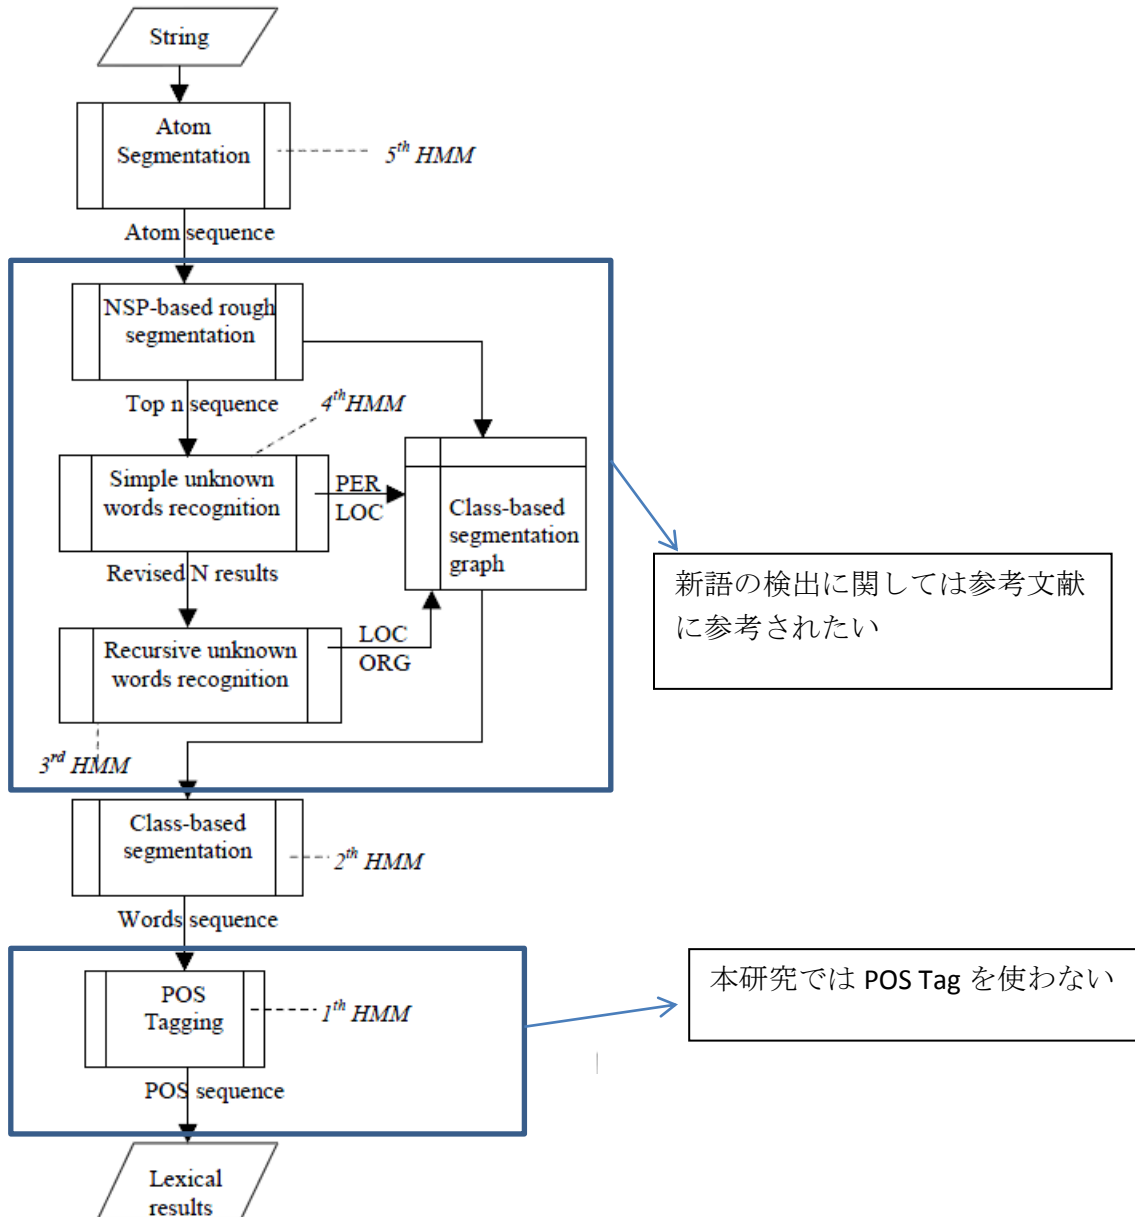 String
Atom
Segmentation
5th HMM
Atom sequence
NSP-based rough
segmentation
Top n sequence
4thHMM
Simple unknown
words recognition
PER
LOC
Class-based
segmentation
graph
Revised N results
新語の検出に関しては参考文献
に参考されたい
Recursive unknown
words recognition
LOC
ORG
3rd HMM
Class-based
segmentation
2th HMM
Words sequence
本研究では POS Tag を使わない
POS
Tagging
1th HMM
POS sequence
Lexical
results